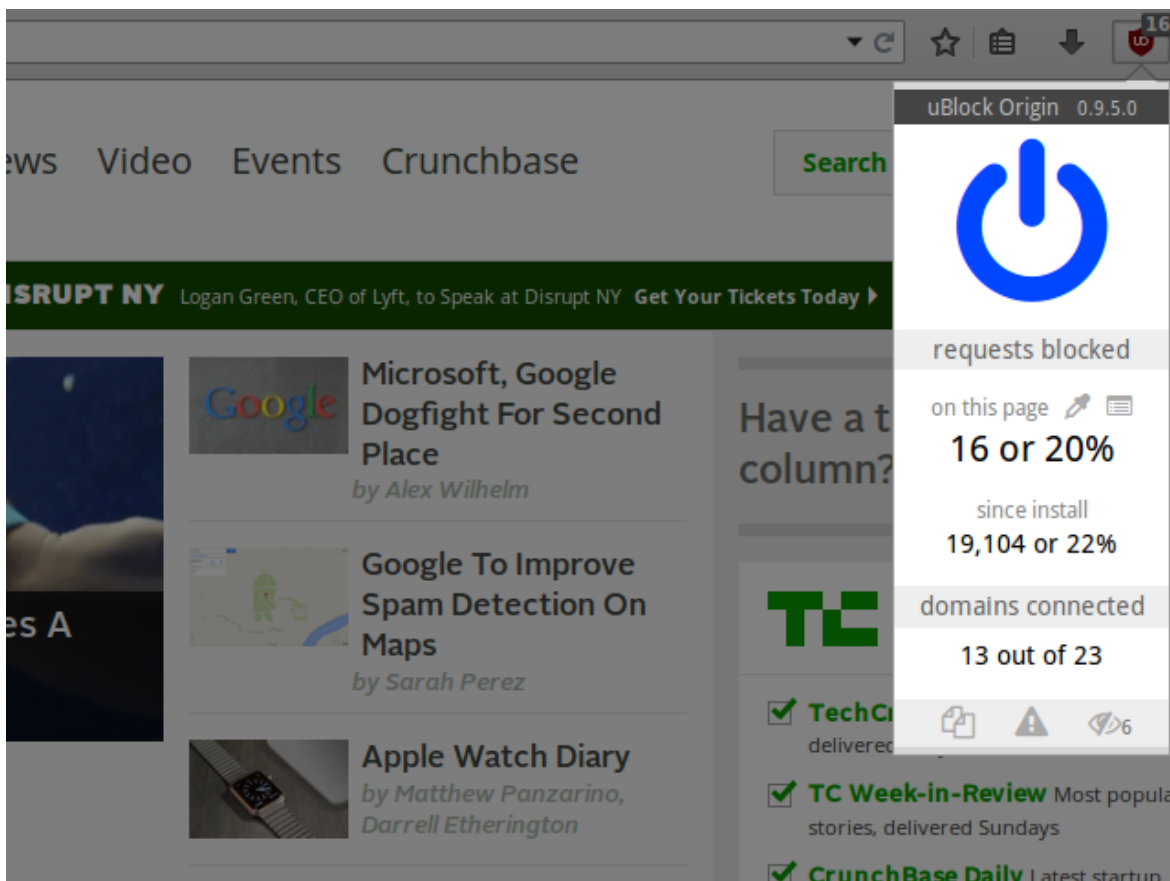 16
uBlock Origin 0.9.5.0
ews Video Events Crunchbase
Search
ISRUPT NY Logan Green, CEO of Lyft, to Speak at Disrupt NY Get Your Tickets Today
requests blocked
on this page
16 or 20%
since install
19,104 or 22%
domains connected
13 out of 23
6
es A
Google
Microsoft, Google
Dogfight For Second
Place
by Alex Wilhelm
Google To Improve
Spam Detection On
Maps
by Sarah Perez
Apple Watch Diary
by Matthew Panzarino,
Darrell Etherington
Have a t
column?
TC
TechCr
delivered
TC Week-in-Review Most popula
stories, delivered Sundays
CrunchBase Daily Latest startup